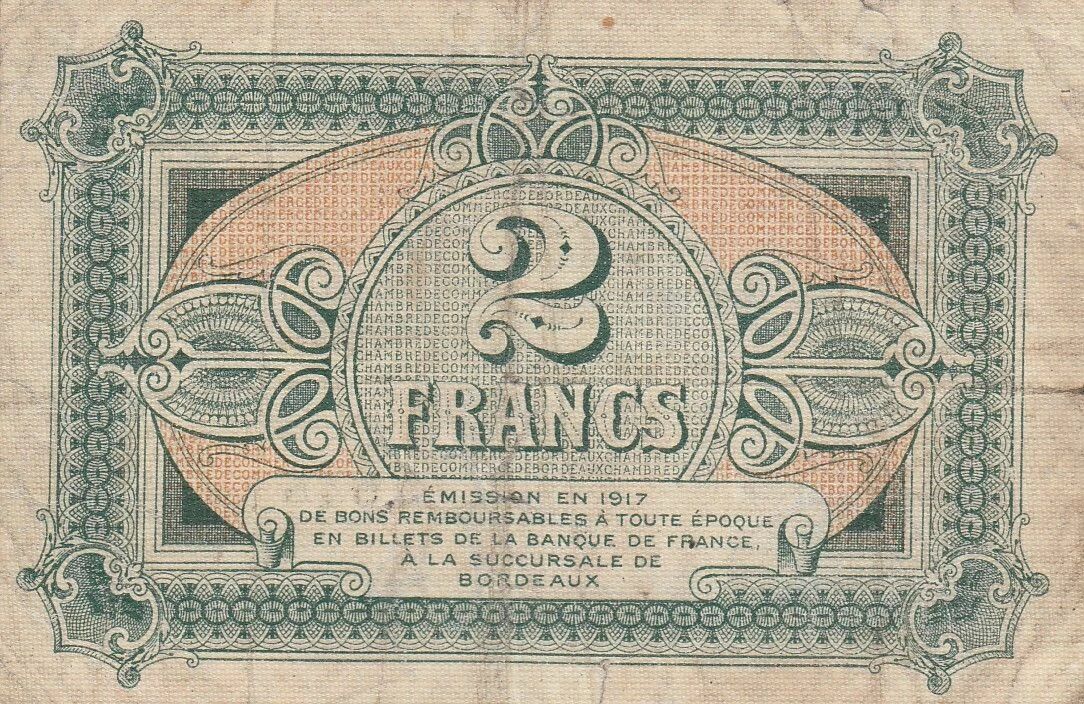 2
FRANCS
ÉMISSION EN 1917
DE BONS REMBOURSABLES À TOUTE ÉPOQUE
EN BILLETS DE LA BANQUE DE FRANCE,
À LA SUCCURSALE DE
BORDEAUX